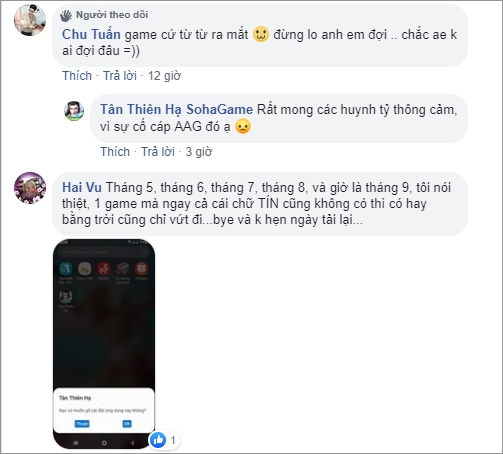 Người theo dõi
Chu Tuấn game cứ từ từ ra mắt đừng lo anh em đợi .. chắc ae k
ai đợi đâu =))
Thích · Trả lời · 12 giờ
Tân Thiên Hạ SohaGame Rất mong các huynh tỷ thông cảm,
vì sự cố cáp AAG đó ạ
Thích · Trả lời · 3 giờ
Hai Vu Tháng 5, tháng 6, tháng 7, tháng 8, và giờ là tháng 9, tôi nói
thiệt, 1 game mà ngay cả cái chữ TÍN cũng không có thì có hay
bằng trời cũng chỉ vứt đi...bye và k hẹn ngày tải lại...
Tân Thiên Hạ
Bạn có muốn gỡ cài đặt ứng dụng này không?
Thoát OK
1